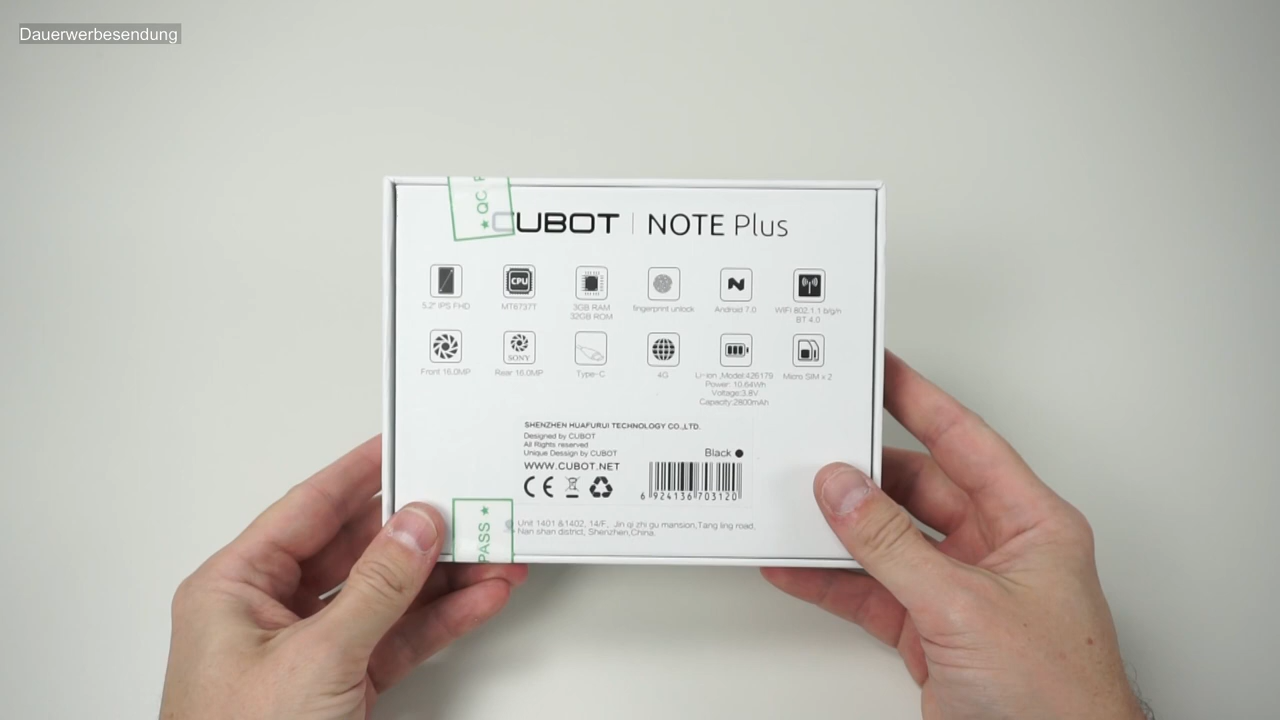 Dauerwerbesendung
QC
CUBOT | NOTE Plus
CPU
5.2" IPS FHD
MT6737T
3GB RAM
32GB ROM
fingerprint unlock
Android 7.0
WIFI 802.1.1 b/g/n
BT 4.0
SONY
Front 16.0MP
Rear 16.0MP
Type-C
4G
Li-ion ,Model:426179
Power: 10.64Wh
Voltage:3.8V
Capacity:2800mAh
Micro SIM x 2
SHENZHEN HUAFURUI TECHNOLOGY CO.,LTD.
Designed by CUBOT
All Rights reserved
Unique Dessign by CUBOT
WWW.CUBOT.NET
Black
CE
6 924136 703120
PASS
Unit 1401 &1402, 14/F., Jin qi zhi gu mansion,Tang ling road,
Nan shan district, Shenzhen,China.